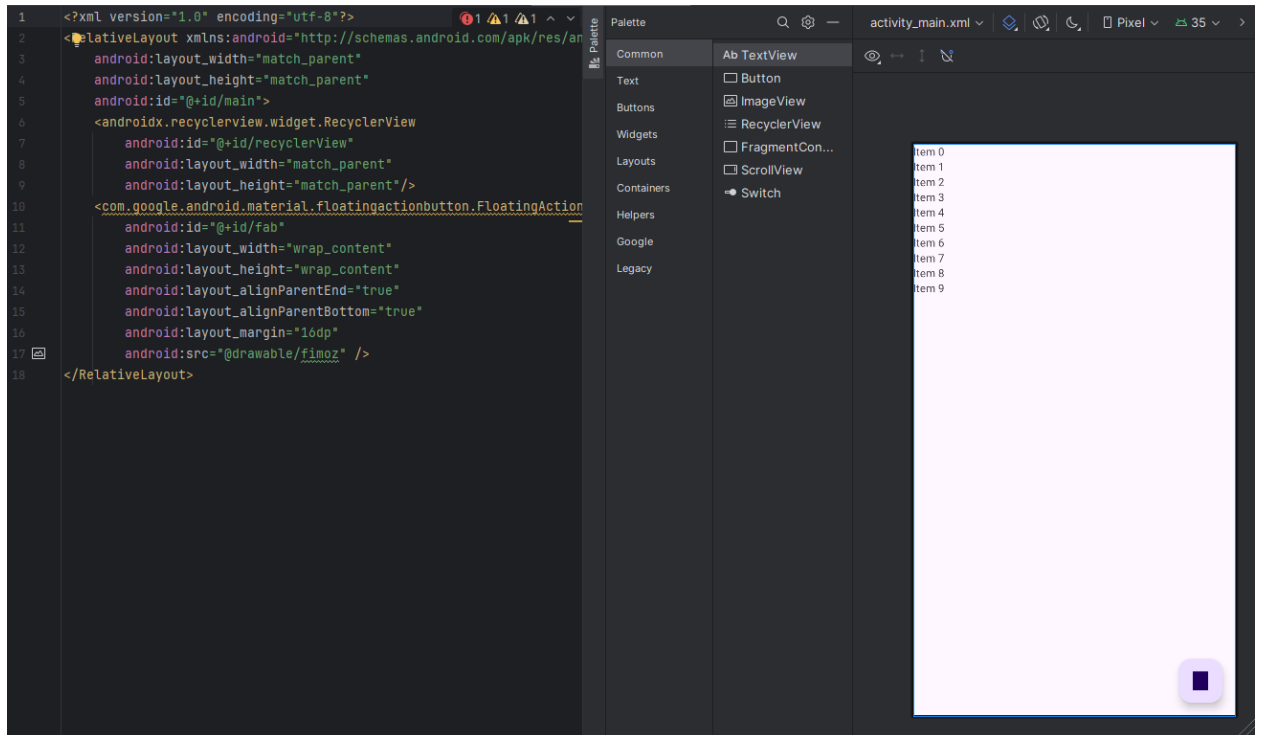 1 <?xml version="1.0" encoding="utf-8"?>
2 <RelativeLayout xmlns:android="http://schemas.android.com/apk/res/an
3 android:layout_width="match_parent"
4 android:layout_height="match_parent"
5 android:id="@+id/main">
6 <androidx.recyclerview.widget.RecyclerView
7 android:id="@+id/recyclerView"
8 android:layout_width="match_parent"
9 android:layout_height="match_parent"/>
10 <com.google.android.material.floatingactionbutton.FloatingAction
11 android:id="@+id/fab"
12 android:layout_width="wrap_content"
13 android:layout_height="wrap_content"
14 android:layout_alignParentEnd="true"
15 android:layout_alignParentBottom="true"
16 android:layout_margin="16dp"
17 android:src="@drawable/fimoz" />
18 </RelativeLayout>
1 1 1
Palette
Palette
Common
Text
Buttons
Widgets
Layouts
Containers
Helpers
Google
Legacy
Ab TextView
Button
ImageView
RecyclerView
FragmentCon...
ScrollView
Switch
activity_main.xml Pixel 35
Item 0
Item 1
Item 2
Item 3
Item 4
Item 5
Item 6
Item 7
Item 8
Item 9